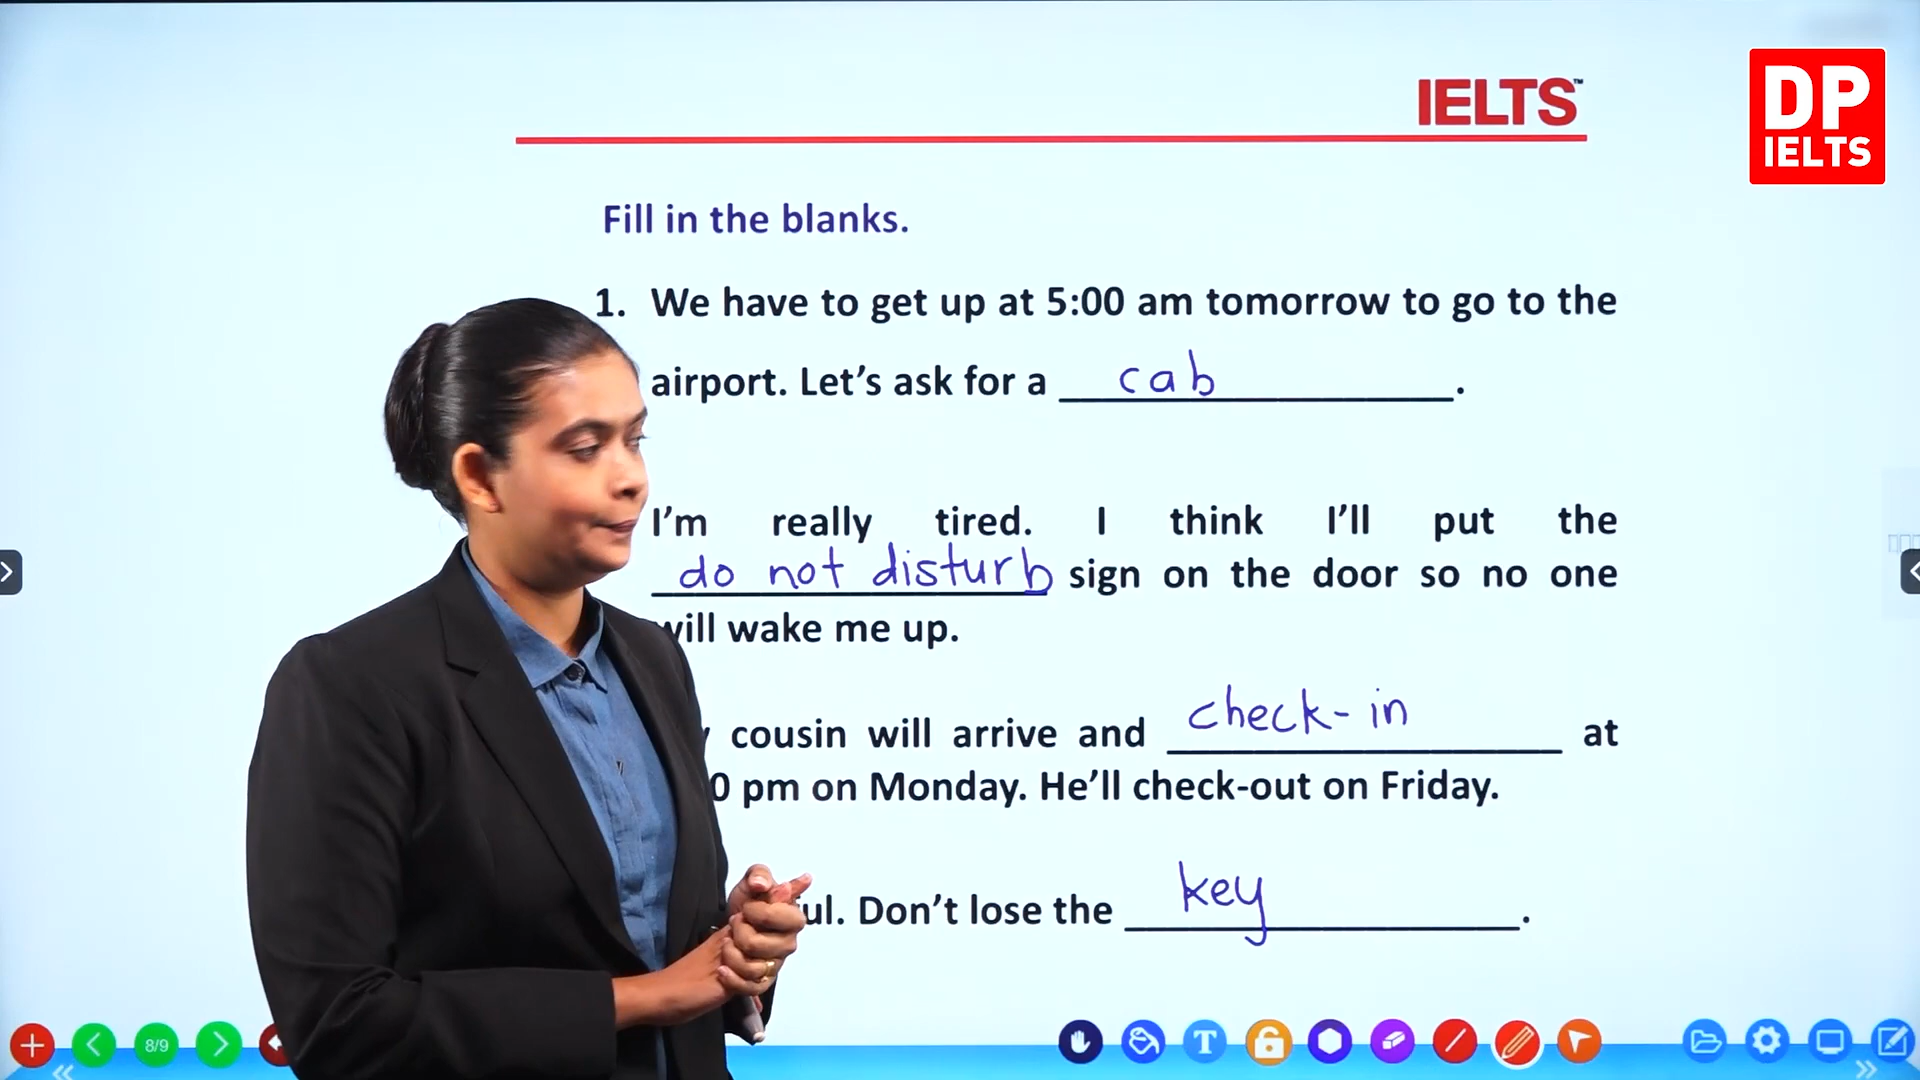 IELTS™
DP
IELTS
Fill in the blanks.
1. We have to get up at 5:00 am tomorrow to go to the
airport. Let's ask for a cab.
I'm really tired. I think I'll put the
do not disturb sign on the door so no one
will wake me up.
cousin will arrive and check-in at
0 pm on Monday. He'll check-out on Friday.
ul. Don't lose the key.
8/9
T